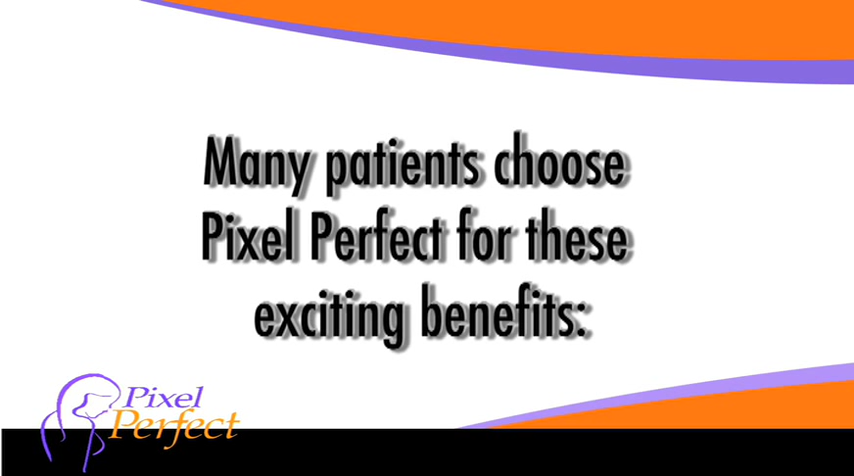 Many patients choose
Pixel Perfect for these
exciting benefits:
Pixel
Perfect